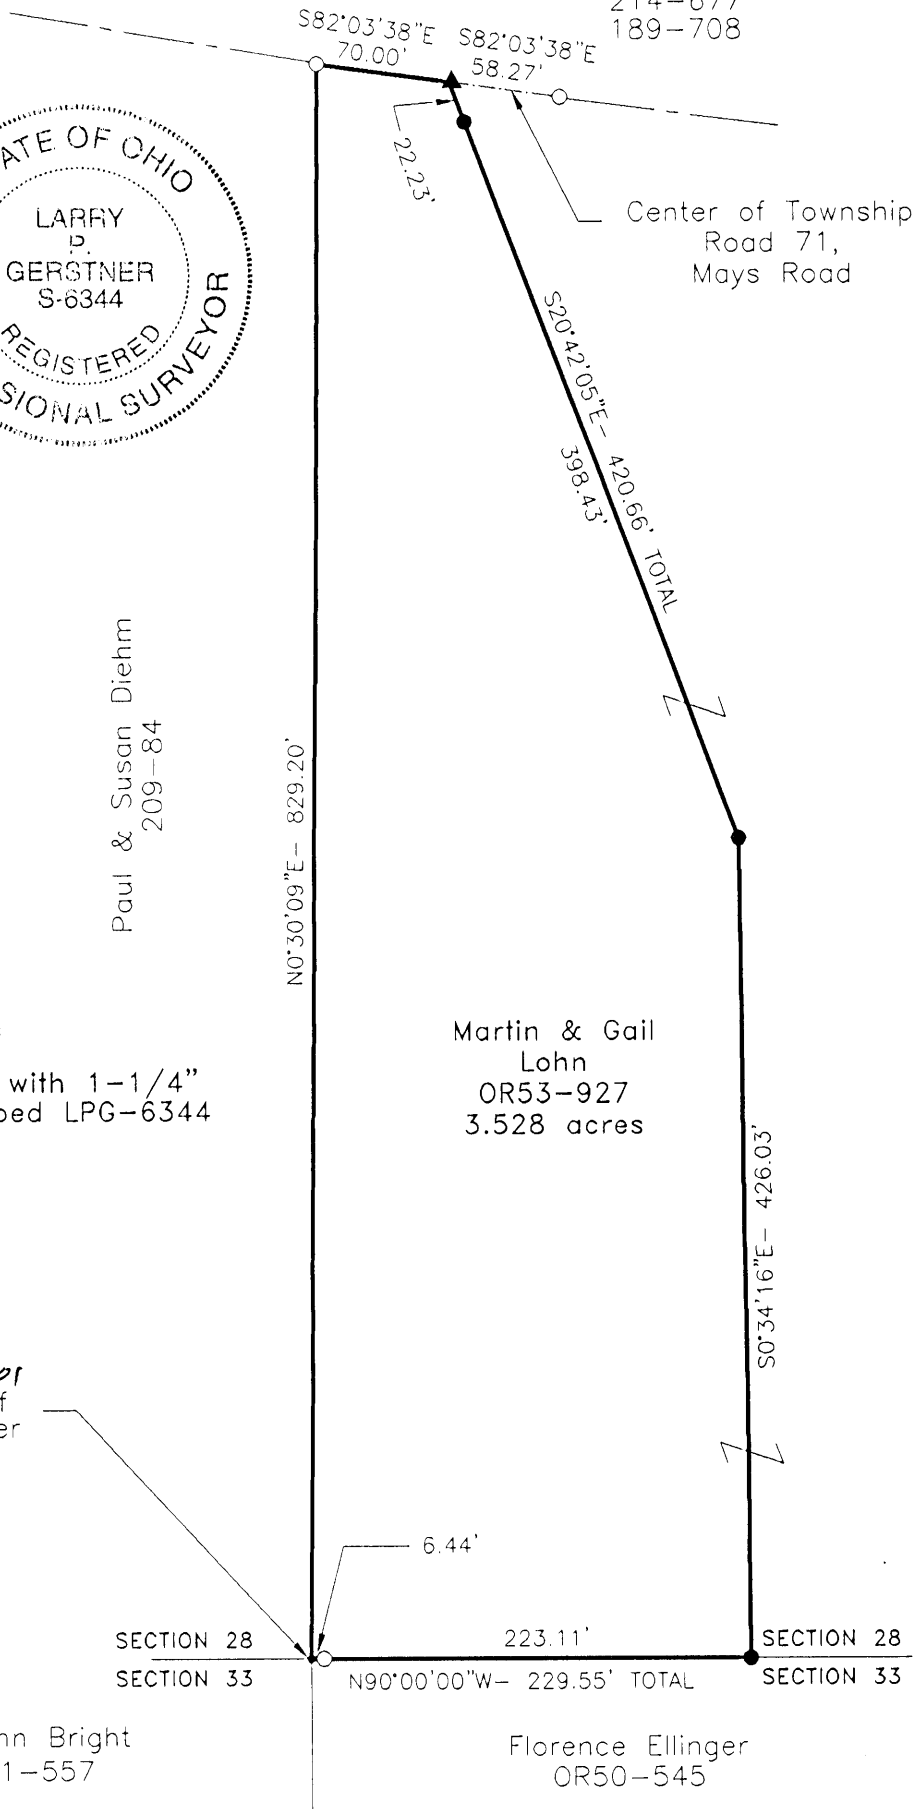 214-677
189-708
S82°03'38"E
70.00'
S82°03'38"E
58.27'
22.23'
Center of Township
Road 71,
Mays Road
ATE OF OHIO
LARRY
P.
GERSTNER
S-6344
REGISTERED
SIONAL SURVEYOR
S20°42'05"E- 420.66' TOTAL
398.43'
Paul & Susan Diehm
209-84
N0°30'09"E- 829.20'
Martin & Gail
Lohn
OR53-927
3.528 acres
with 1-1/4"
ped LPG-6344
S0°34'16"E- 426.03'
er
6.44'
SECTION 28
SECTION 33
223.11'
N90°00'00"W- 229.55' TOTAL
SECTION 28
SECTION 33
nn Bright
1-557
Florence Ellinger
OR50-545